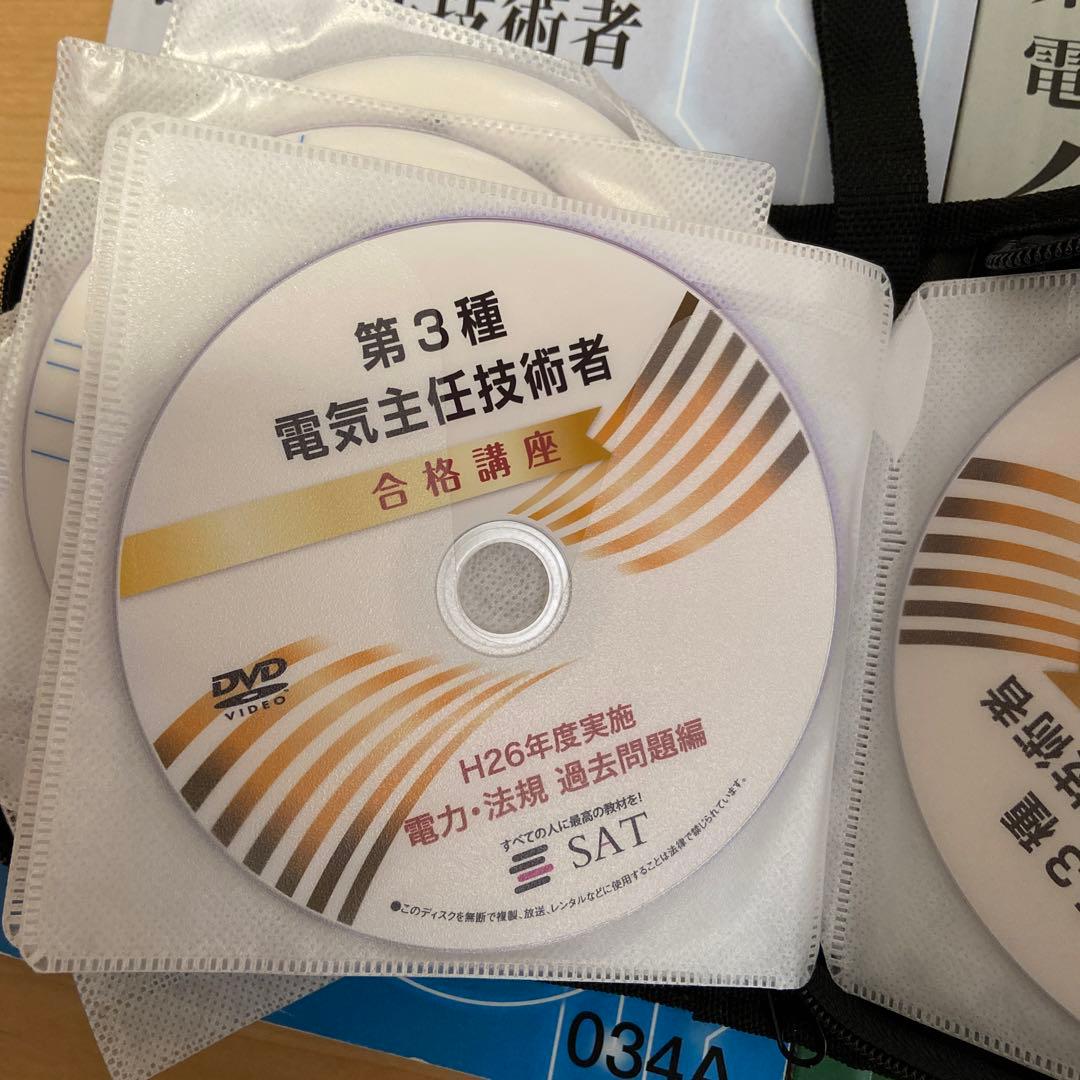 技術者
電
第3種
電気主任技術者
合格講座
DVD
VIDEO
H26年度実施
電力・法規 過去問題編
すべての人に最高の教材を!
SAT
●このディスクを無断で複製、放送、レンタルなどに使用することは法律で禁じられています。
3種
技術者
034A